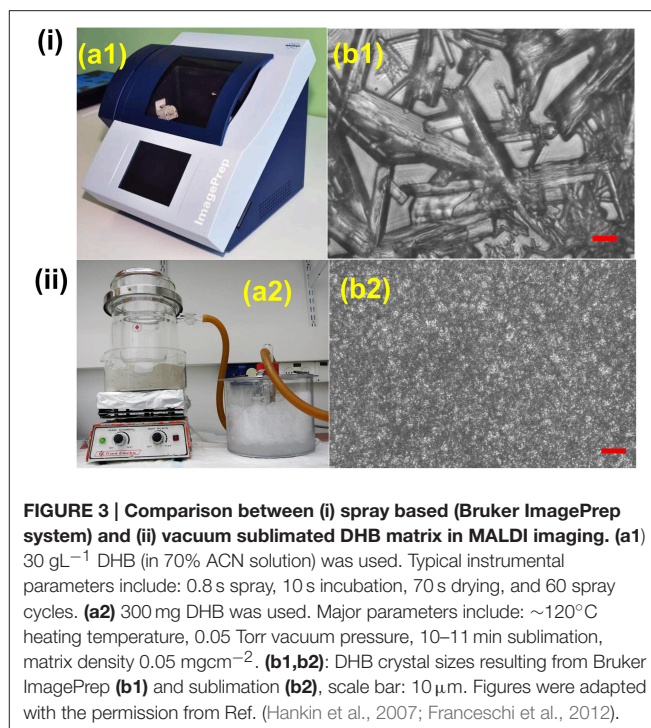 (i)
(a1)
(b1)
ImagePrep
(ii)
(a2)
(b2)
FIGURE 3 | Comparison between (i) spray based (Bruker ImagePrep
system) and (ii) vacuum sublimated DHB matrix in MALDI imaging. (a1)
30 gL⁻¹ DHB (in 70% ACN solution) was used. Typical instrumental
parameters include: 0.8 s spray, 10 s incubation, 70 s drying, and 60 spray
cycles. (a2) 300 mg DHB was used. Major parameters include: ~120°C
heating temperature, 0.05 Torr vacuum pressure, 10–11 min sublimation,
matrix density 0.05 mgcm⁻². (b1,b2): DHB crystal sizes resulting from Bruker
ImagePrep (b1) and sublimation (b2), scale bar: 10 μm. Figures were adapted
with the permission from Ref. (Hankin et al., 2007; Franceschi et al., 2012).